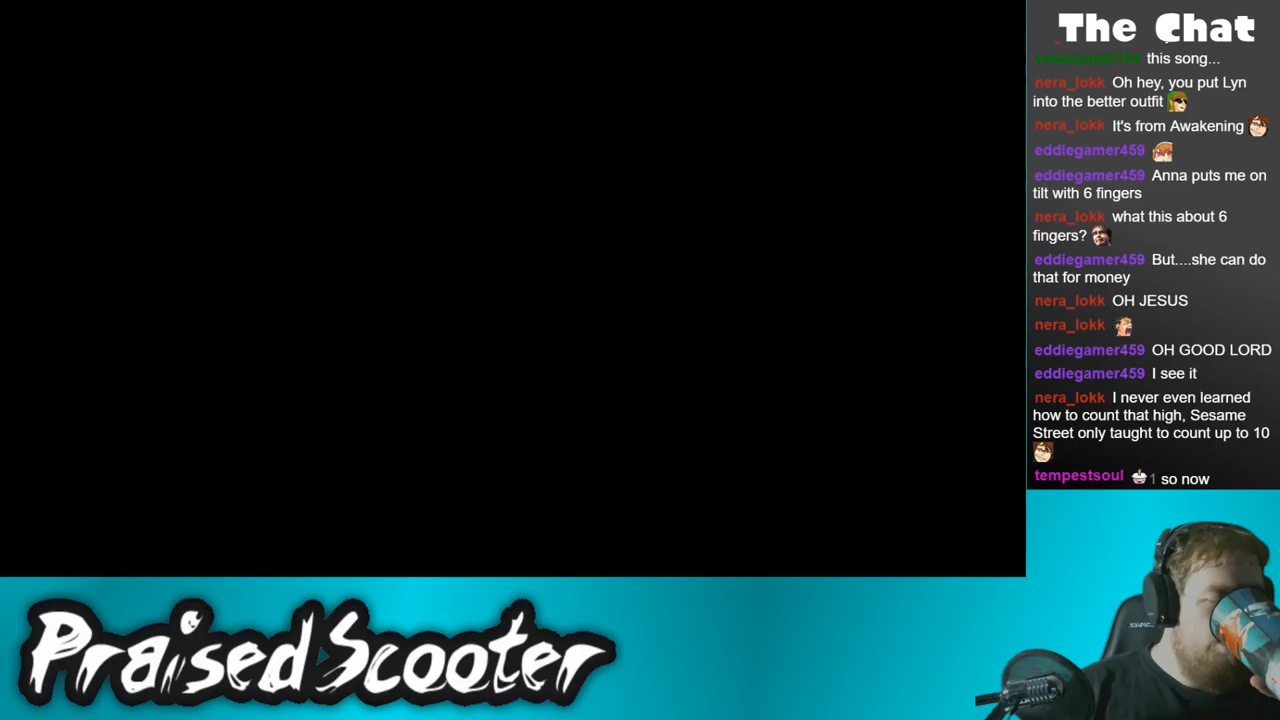 The Chat
this song...
nera_lokk Oh hey, you put Lyn
into the better outfit
nera_lokk It's from Awakening
eddiegamer459
eddiegamer459 Anna puts me on
tilt with 6 fingers
nera_lokk what this about 6
fingers?
eddiegamer459 But....she can do
that for money
nera_lokk OH JESUS
nera_lokk
eddiegamer459 OH GOOD LORD
eddiegamer459 I see it
nera_lokk I never even learned
how to count that high, Sesame
Street only taught to count up to 10
tempestsoul 1 so now
PraisedScooter